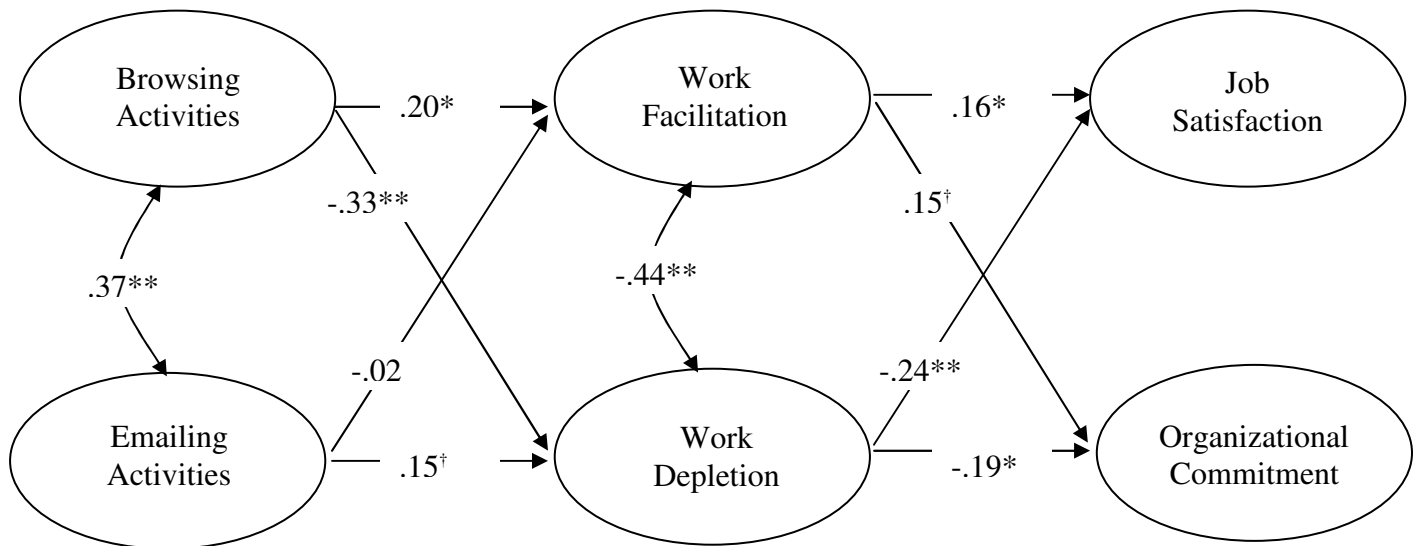 Browsing
Activities
.20*
Work
Facilitation
.16*
Job
Satisfaction
-.33**
.15†
.37**
-.44**
-.02
-.24**
Emailing
Activities
.15†
Work
Depletion
-.19*
Organizational
Commitment